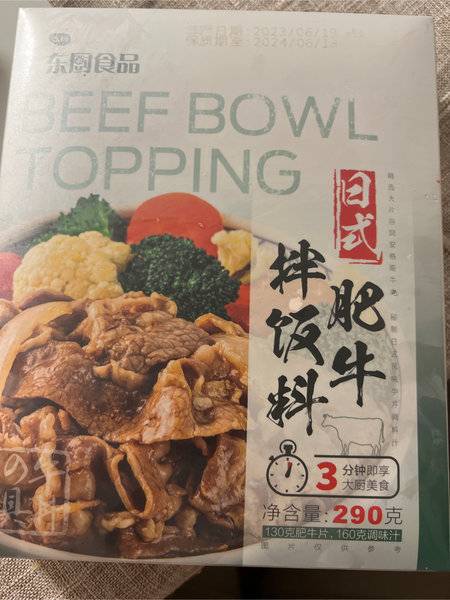 生产日期：2023/06/19
保质期至：2024/06/18
东厨食品
BEEF BOWL
TOPPING
日式
肥牛
拌饭料
3分钟即享
大厨美食
净含量：290克
130克肥牛片，160克调味汁
图片仅供参考